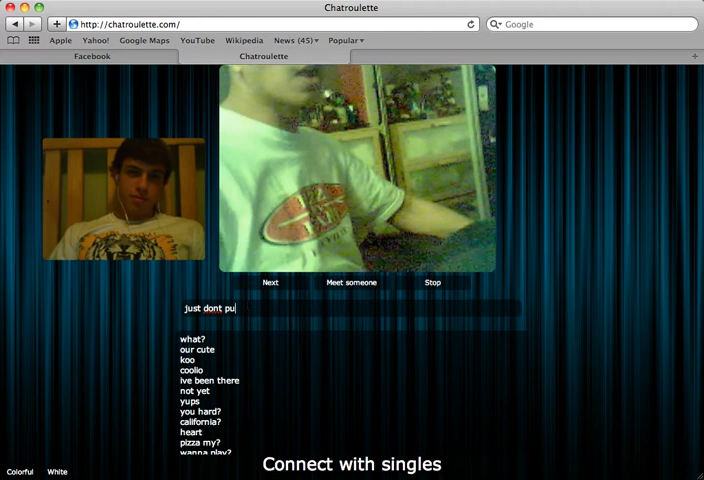 Chatroulette
http://chatroulette.com/
Google
Apple Yahoo! Google Maps YouTube Wikipedia News (45) Popular
Facebook Chatroulette
Next Meet someone Stop
just dont pu
what?
our cute
koo
coolio
ive been there
not yet
yups
you hard?
california?
heart
pizza my?
wanna play?
Connect with singles
Colorful White